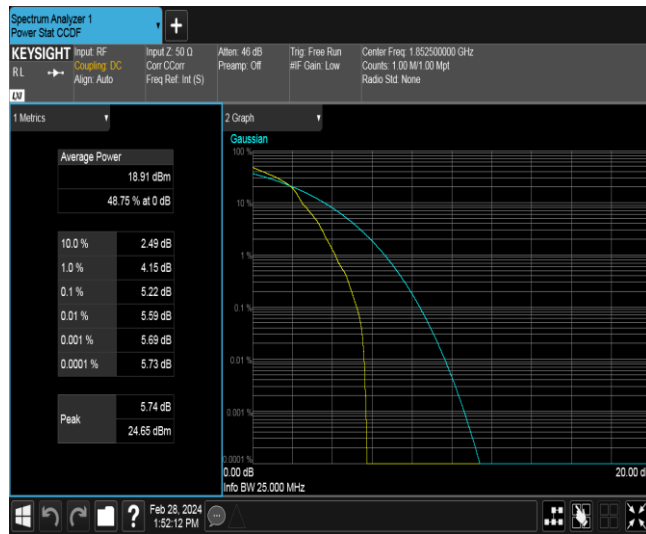 Spectrum Analyzer 1
Power Stat CCDF
+
KEYSIGHT
RL
LXI
Input: RF
Coupling: DC
Align: Auto
Input Z: 50 Ω
Corr CCorr
Freq Ref: Int (S)
Atten: 46 dB
Preamp: Off
Trig: Free Run
#IF Gain: Low
Center Freq: 1.852500000 GHz
Counts: 1.00 M/1.00 Mpt
Radio Std: None
1 Metrics
Average Power
18.91 dBm
48.75 % at 0 dB
10.0 % 2.49 dB
1.0 % 4.15 dB
0.1 % 5.22 dB
0.01 % 5.59 dB
0.001 % 5.69 dB
0.0001 % 5.73 dB
Peak
5.74 dB
24.65 dBm
2 Graph
Gaussian
100 %
10 %
1 %
0.1 %
0.01 %
0.001 %
0.0001 %
0.00 dB
20.00 d
Info BW 25.000 MHz
?
Feb 28, 2024
1:52:12 PM